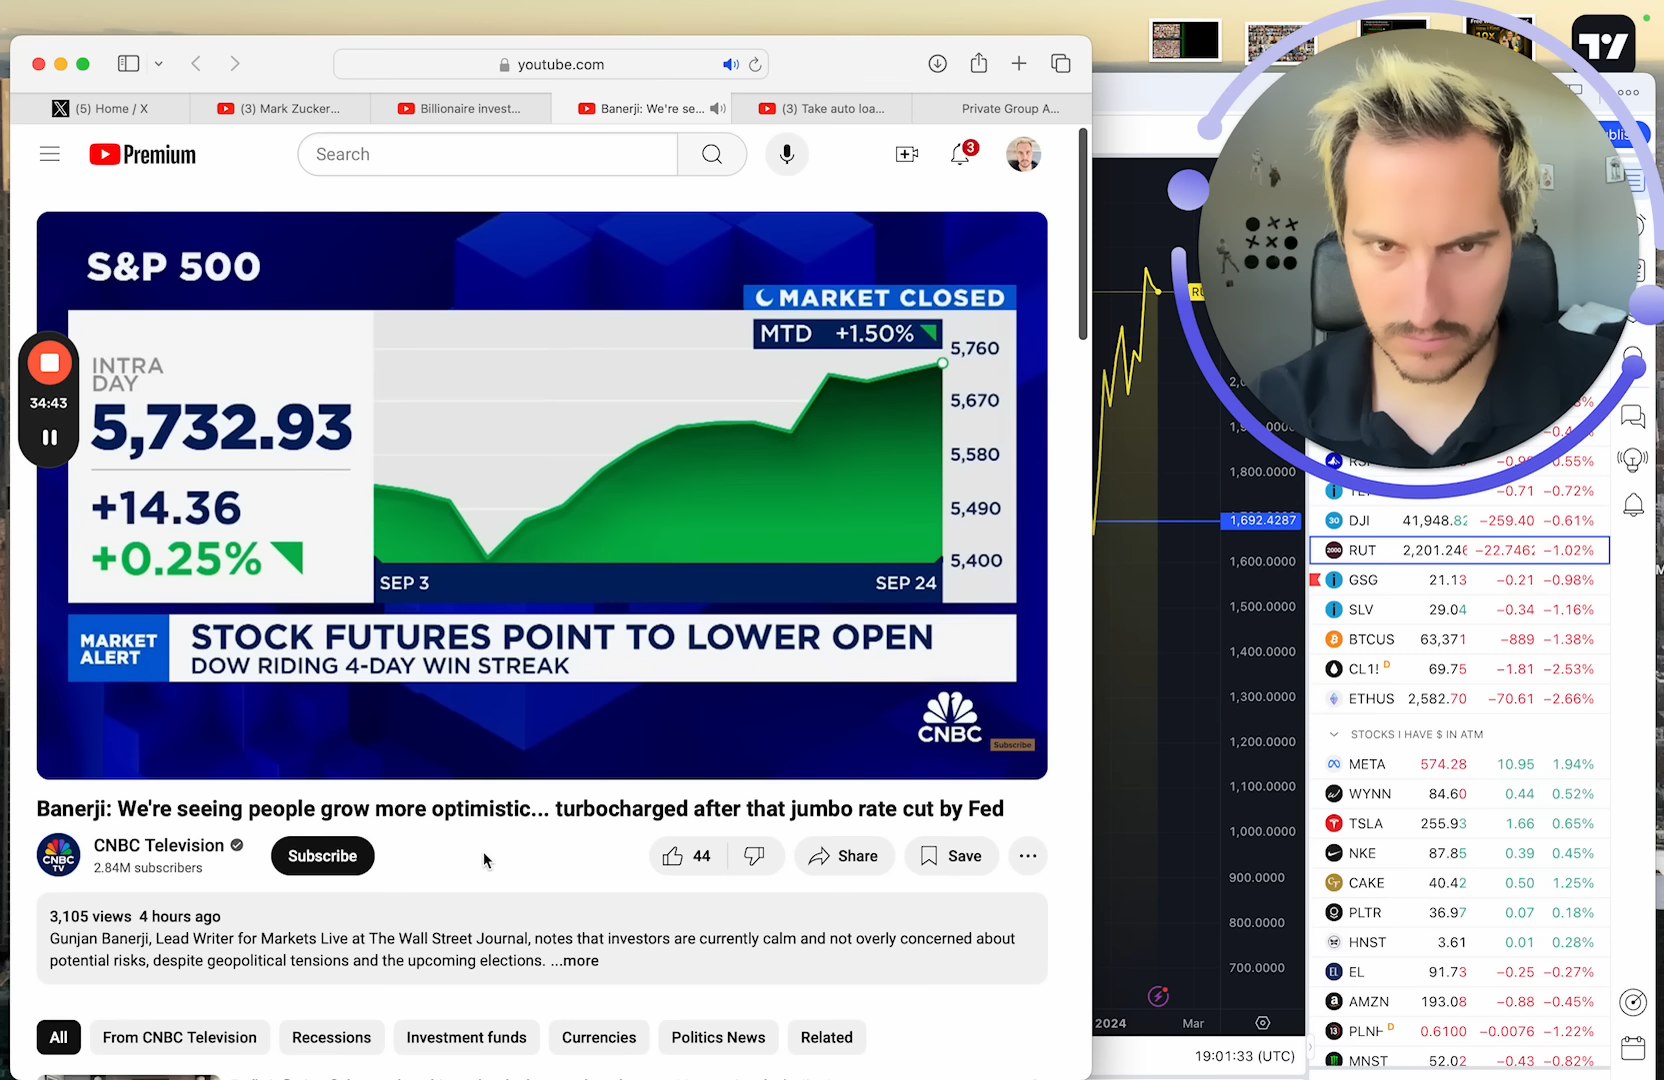 youtube.com
(5) Home / X
(3) Mark Zucker...
Billionaire invest...
Banerji: We're se...
(3) Take auto loa...
Private Group A...
Premium
Search
3
S&P 500
MARKET CLOSED
MTD +1.50%
INTRA
DAY
5,732.93
+14.36
+0.25%
5,760
5,670
5,580
5,490
5,400
SEP 3
SEP 24
MARKET
ALERT
STOCK FUTURES POINT TO LOWER OPEN
DOW RIDING 4-DAY WIN STREAK
CNBC
Subscribe
34:43
Banerji: We're seeing people grow more optimistic... turbocharged after that jumbo rate cut by Fed
CNBC
TV
CNBC Television
2.84M subscribers
Subscribe
44
Share
Save
3,105 views 4 hours ago
Gunjan Banerji, Lead Writer for Markets Live at The Wall Street Journal, notes that investors are currently calm and not overly concerned about
potential risks, despite geopolitical tensions and the upcoming elections. ...more
All
From CNBC Television
Recessions
Investment funds
Currencies
Politics News
Related
1,800.0000
1,692.4287
1,600.0000
1,500.0000
1,400.0000
1,300.0000
1,200.0000
1,100.0000
1,000.0000
900.0000
800.0000
700.0000
2024
Mar
19:01:33 (UTC)
−0.55%
−0.71 −0.72%
30 DJI 41,948.82 −259.40 −0.61%
2000 RUT 2,201.246 −22.7462 −1.02%
GSG 21.13 −0.21 −0.98%
SLV 29.04 −0.34 −1.16%
BTCUS 63,371 −889 −1.38%
CL1! D 69.75 −1.81 −2.53%
ETHUS 2,582.70 −70.61 −2.66%
STOCKS I HAVE $ IN ATM
META 574.28 10.95 1.94%
WYNN 84.60 0.44 0.52%
TSLA 255.93 1.66 0.65%
NKE 87.85 0.39 0.45%
CAKE 40.42 0.50 1.25%
PLTR 36.97 0.07 0.18%
HNST 3.61 0.01 0.28%
EL EL 91.73 −0.25 −0.27%
AMZN 193.08 −0.88 −0.45%
13 PLNH D 0.6100 −0.0076 −1.22%
MNST 52.02 −0.43 −0.82%